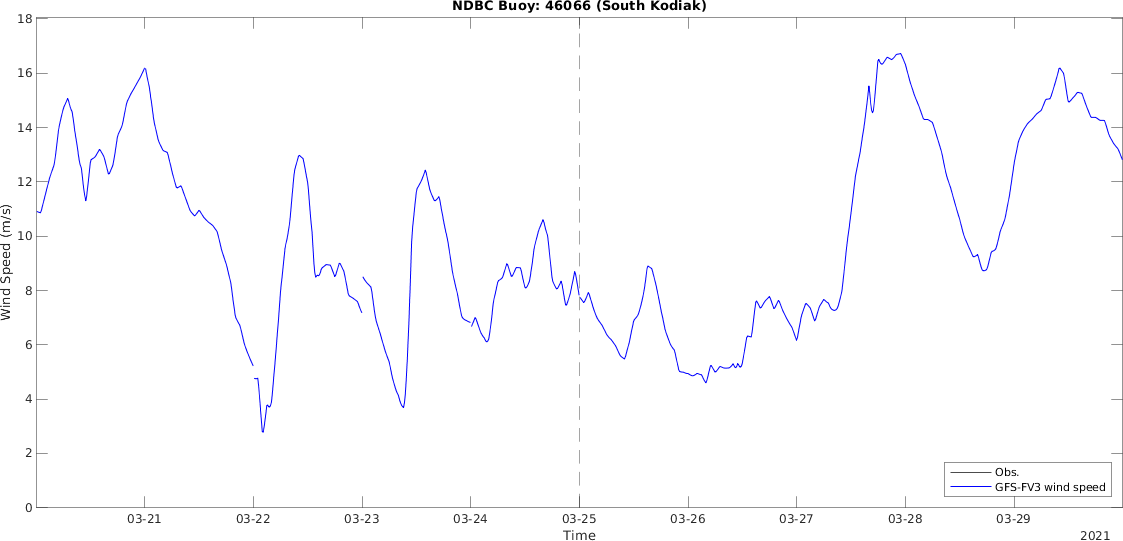 NDBC Buoy: 46066 (South Kodiak)
18
16
14
12
10
8
6
4
2
0
Wind Speed (m/s)
03-21 03-22 03-23 03-24 03-25 03-26 03-27 03-28 03-29
Time
2021
Obs.
GFS-FV3 wind speed